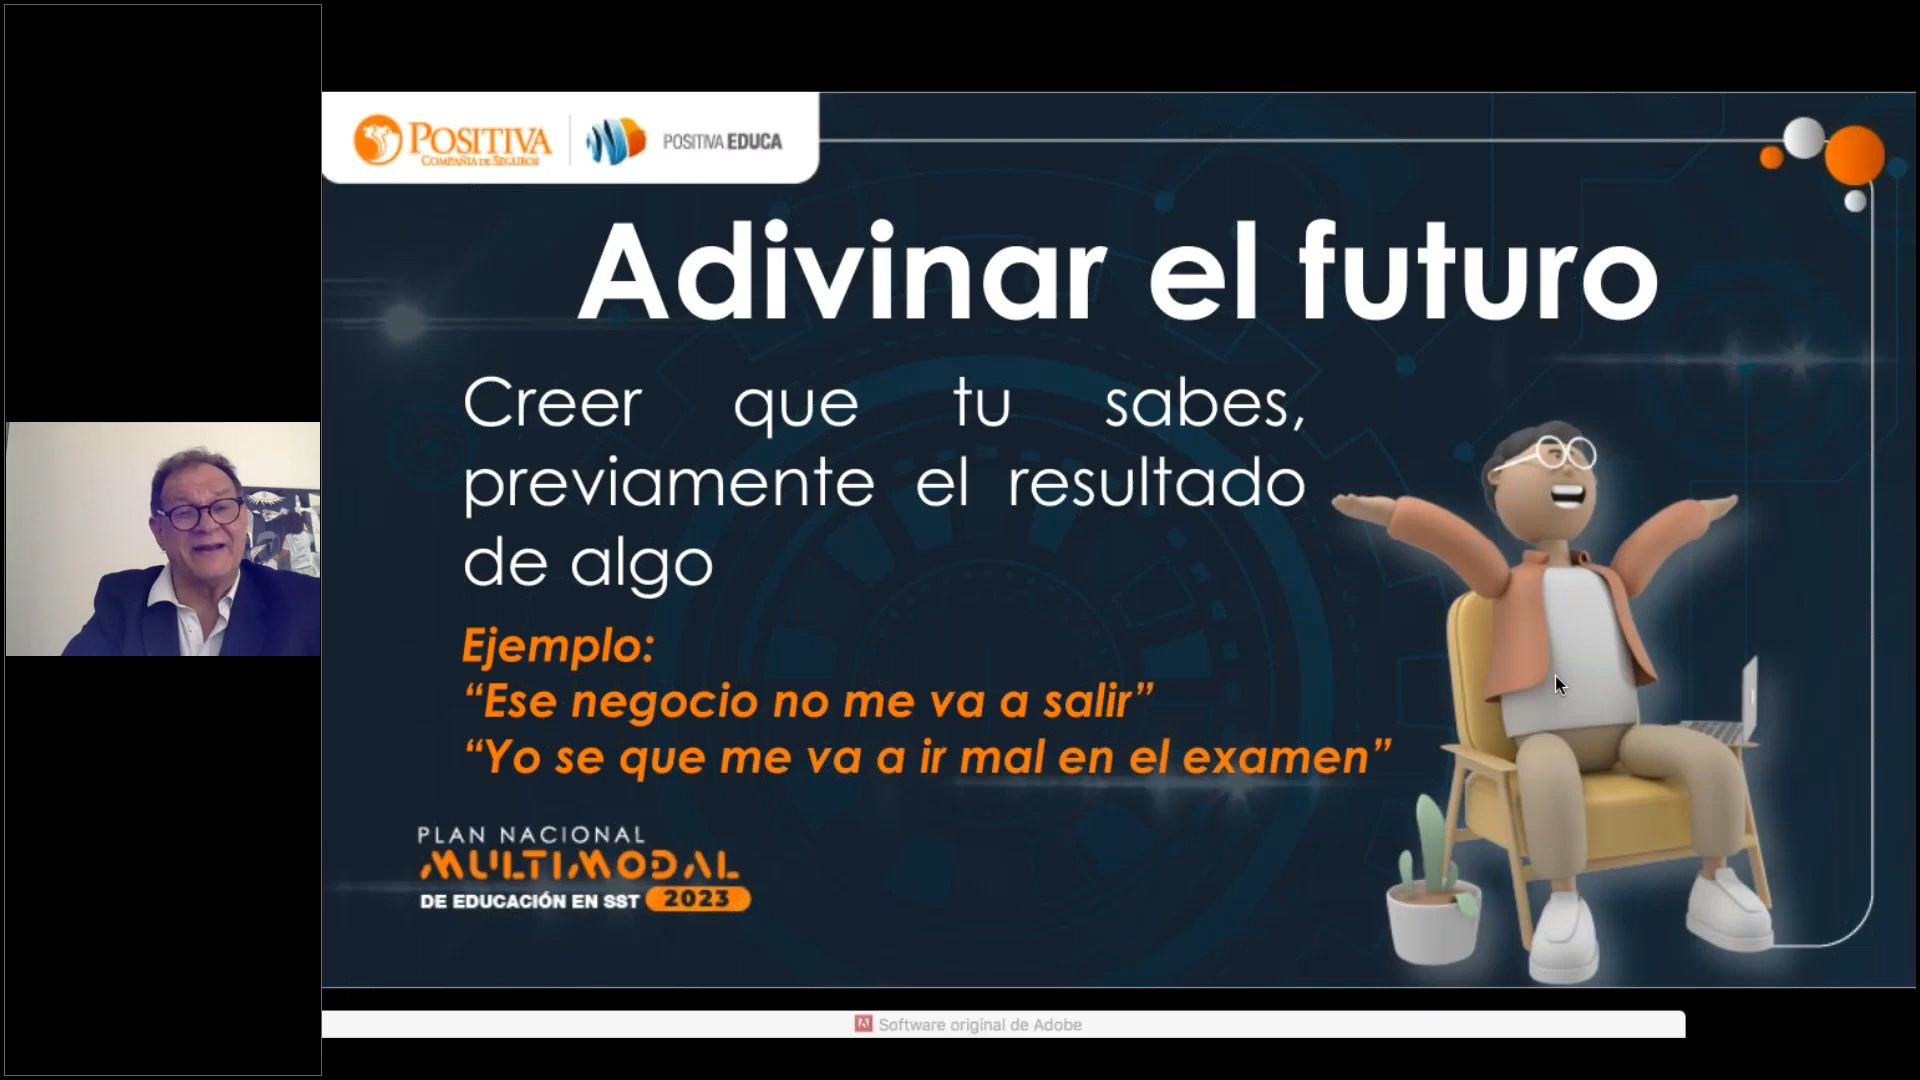 POSITIVA
COMPAÑÍA DE SEGUROS
POSITIVA EDUCA
Adivinar el futuro
Creer que tu sabes,
previamente el resultado
de algo
Ejemplo:
“Ese negocio no me va a salir”
“Yo se que me va a ir mal en el examen”
PLAN NACIONAL
MULTIMODAL
DE EDUCACIÓN EN SST 2023
Software original de Adobe